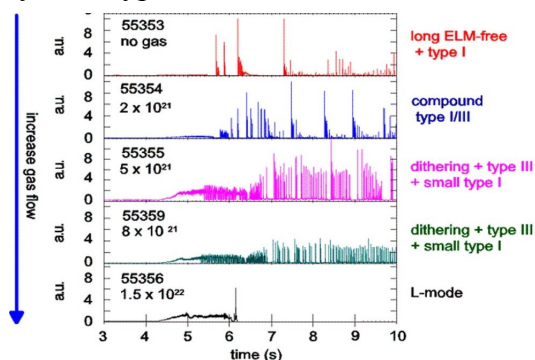 55353
no gas
8
4
0
a.u.
long ELM-free
+ type I
55354
2 x 10²¹
8
4
0
a.u.
compound
type I/III
55355
5 x 10²¹
8
4
0
a.u.
dithering + type III
+ small type I
55359
8 x 10 ²¹
8
4
0
a.u.
dithering + type III
+ small type I
55356
1.5 x 10²²
8
4
0
a.u.
L-mode
increase gas flow
3 4 5 6 7 8 9 10
time (s)